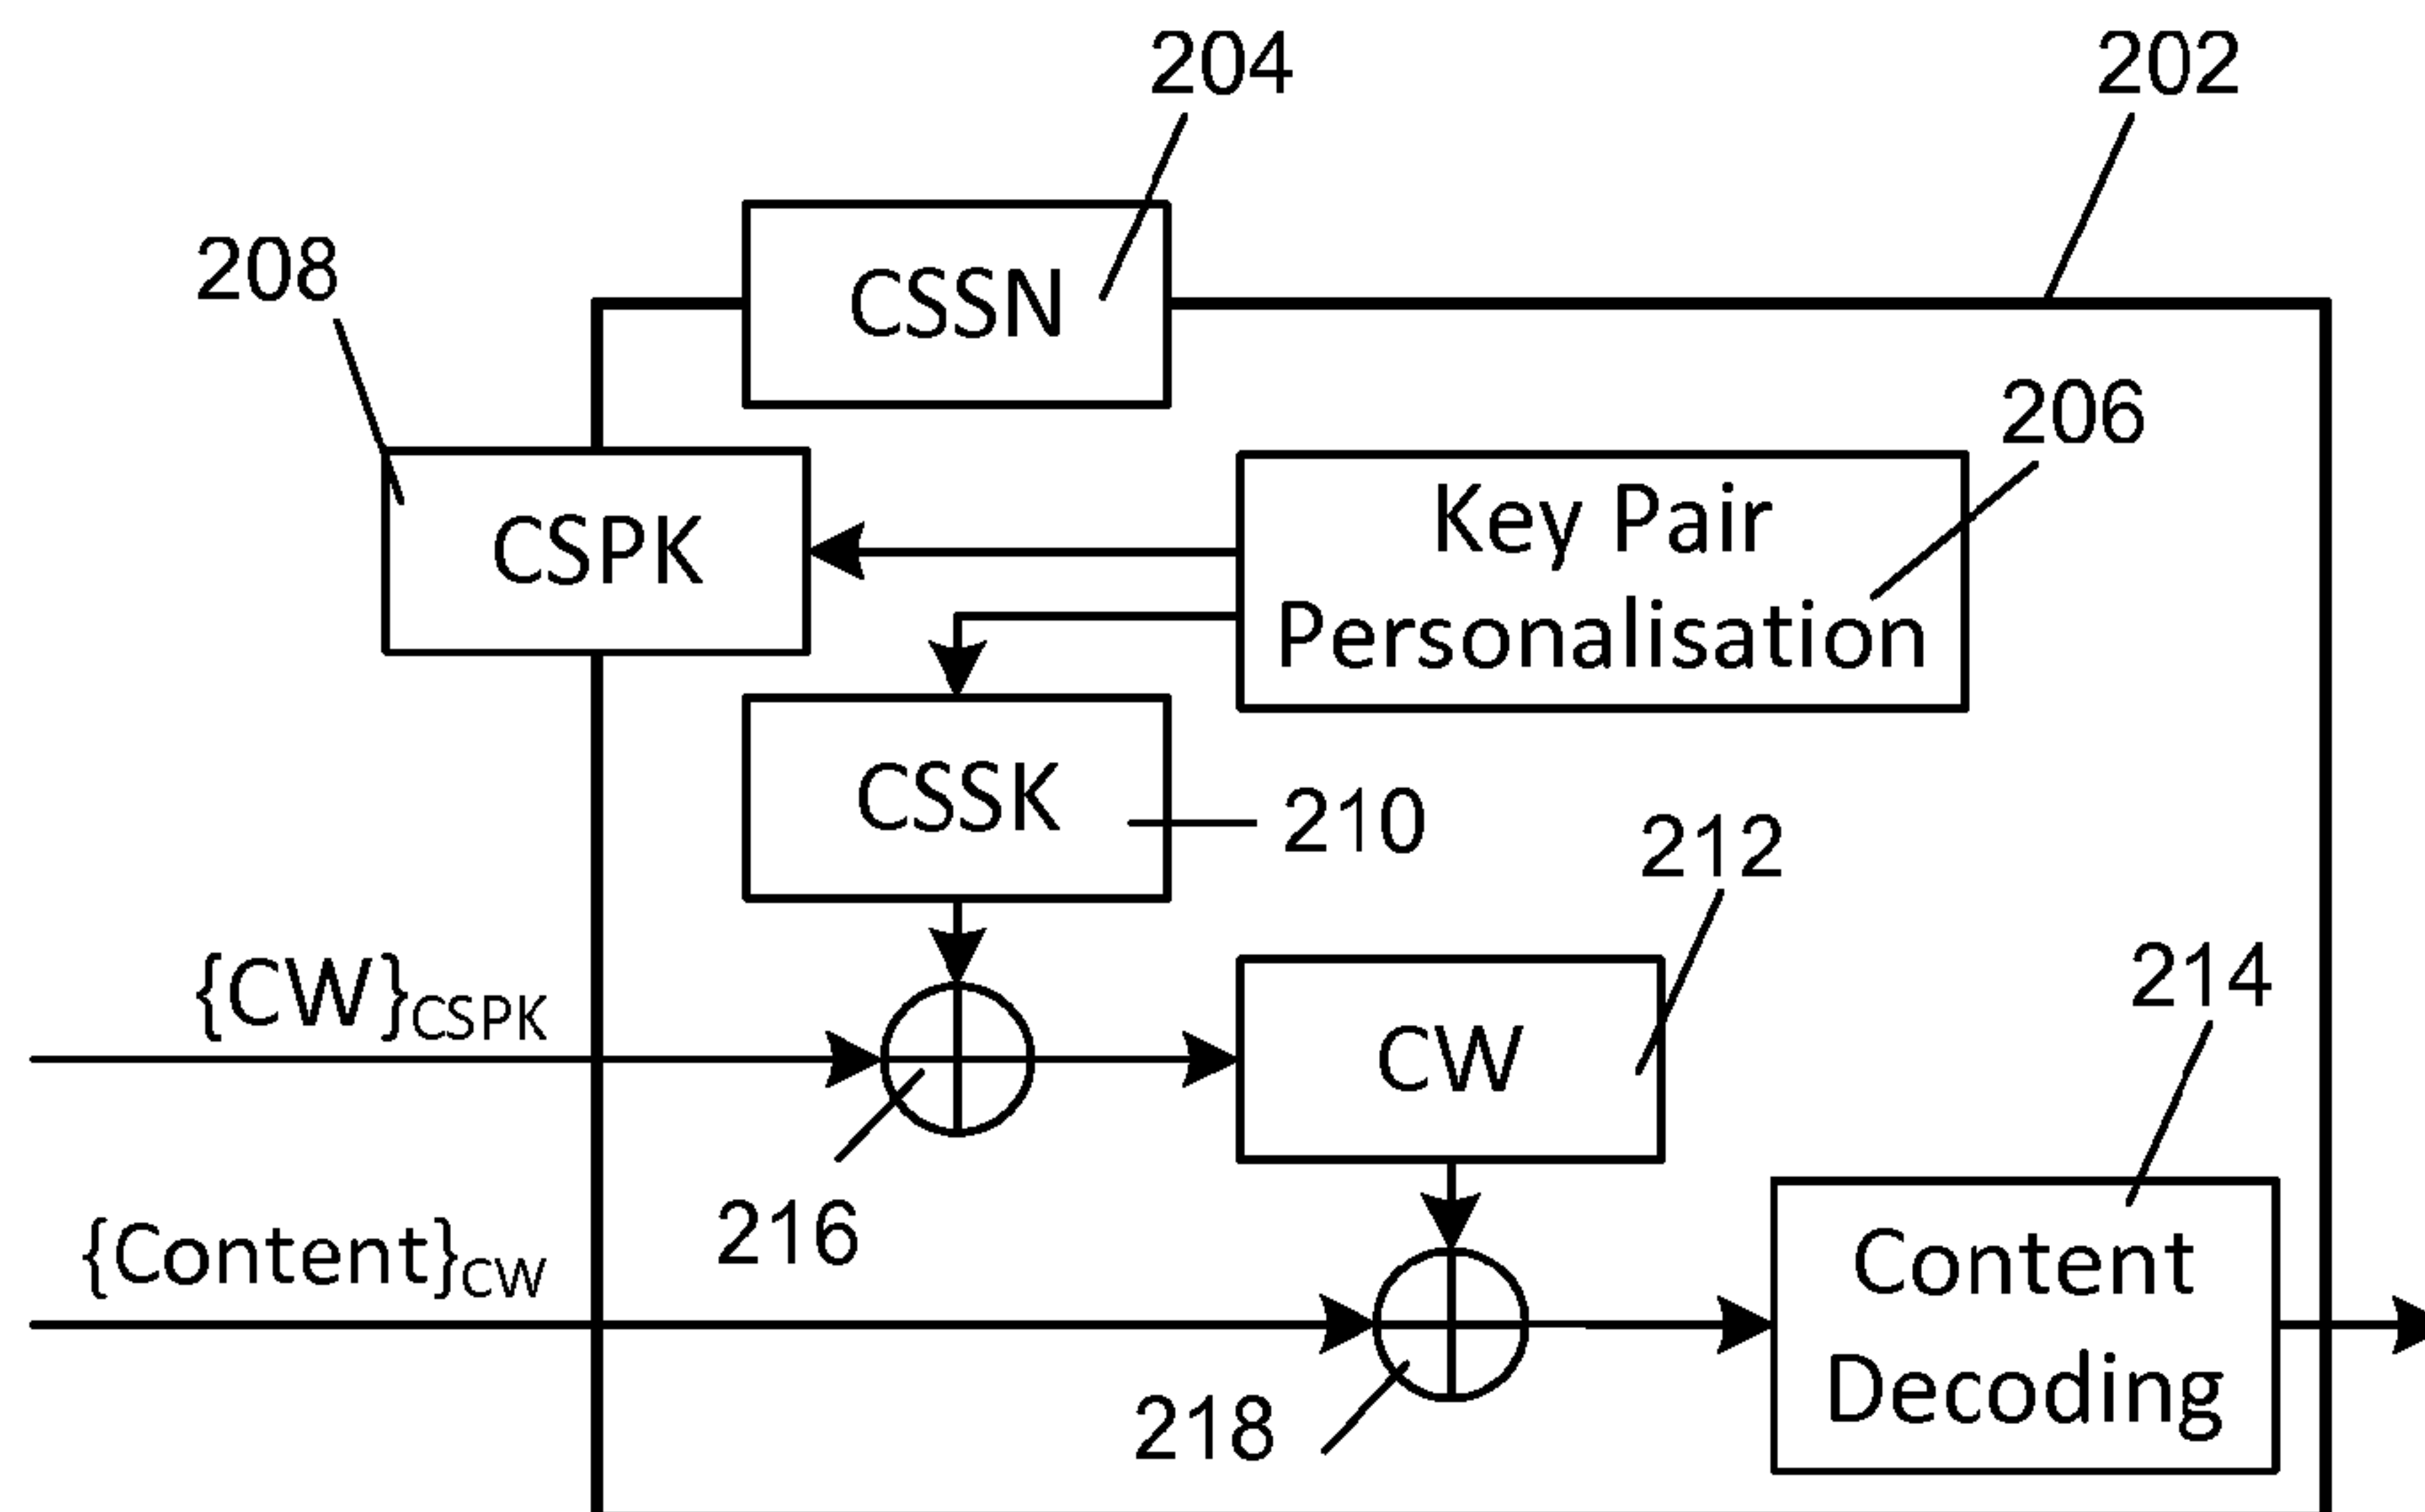 204
202
208
CSSN
206
CSPK
Key Pair
Personalisation
CSSK
210
212
{CW}CSPK
CW
214
216
{Content}CW
Content
Decoding
218